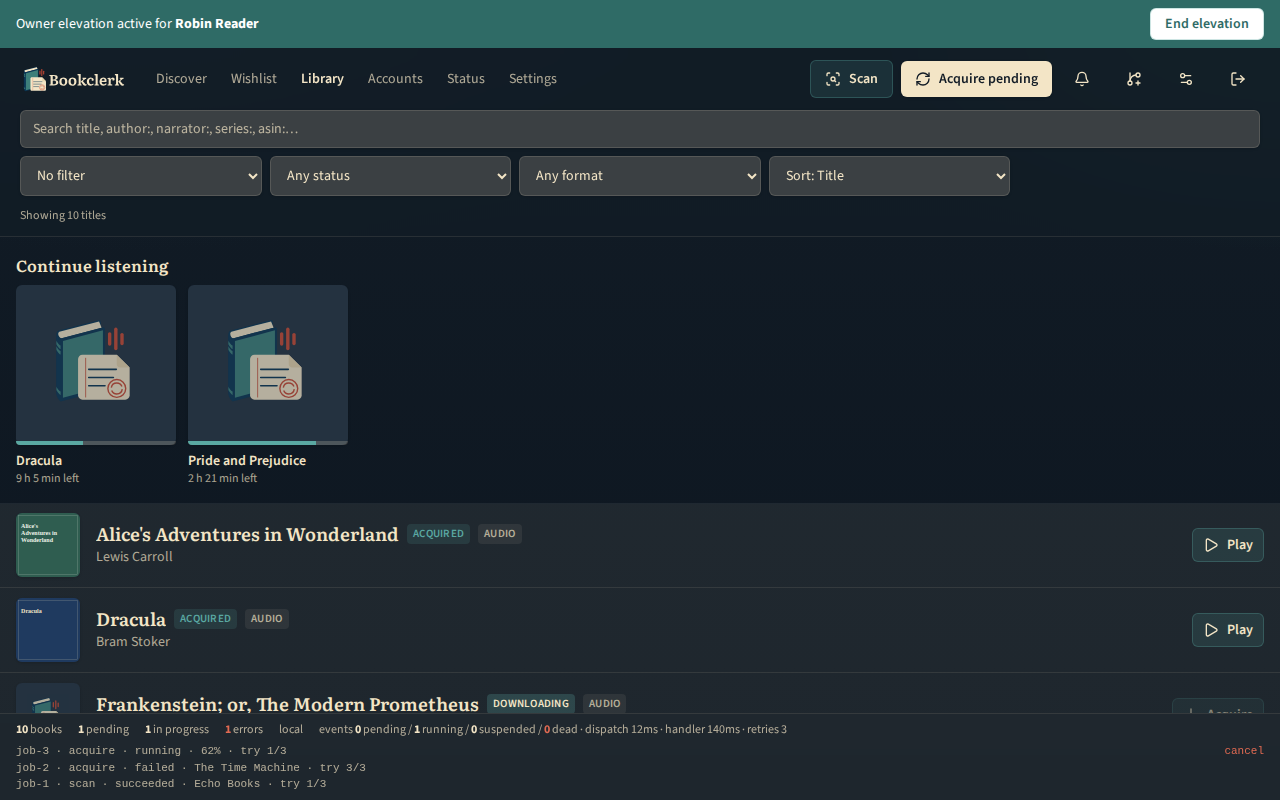 Owner elevation active for Robin Reader
End elevation
Bookclerk
Discover
Wishlist
Library
Accounts
Status
Settings
Scan
Acquire pending
Search title, author:, narrator:, series:, asin:…
No filter
Any status
Any format
Sort: Title
Showing 10 titles
Continue listening
Dracula
9 h 5 min left
Pride and Prejudice
2 h 21 min left
Alice's
Adventures in
Wonderland
Alice's Adventures in Wonderland ACQUIRED AUDIO
Lewis Carroll
Play
Dracula
Dracula ACQUIRED AUDIO
Bram Stoker
Play
Frankenstein; or, The Modern Prometheus DOWNLOADING AUDIO
Acquire
10 books 1 pending 1 in progress 1 errors local events 0 pending / 1 running / 0 suspended / 0 dead · dispatch 12ms · handler 140ms · retries 3
job-3 · acquire · running · 62% · try 1/3
cancel
job-2 · acquire · failed · The Time Machine · try 3/3
job-1 · scan · succeeded · Echo Books · try 1/3